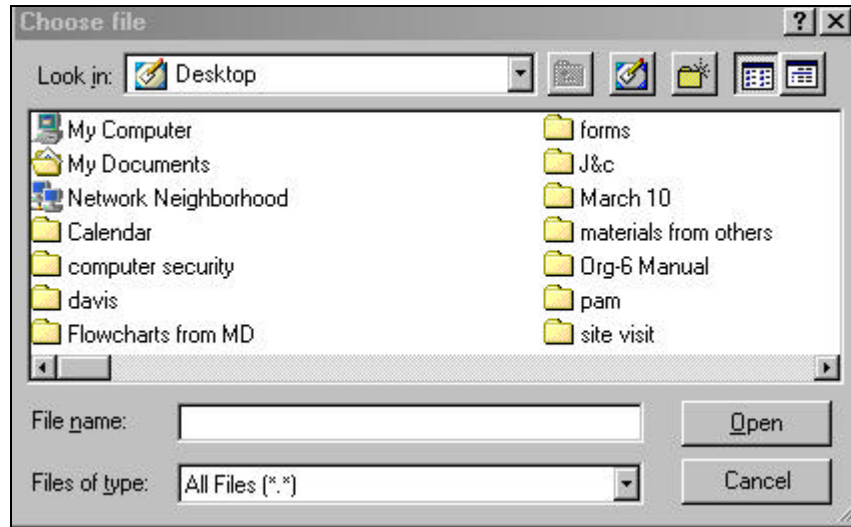 Choose file
Look in: Desktop
My Computer
My Documents
Network Neighborhood
Calendar
computer security
davis
Flowcharts from MD
forms
J&c
March 10
materials from others
Org-6 Manual
pam
site visit
File name:
Open
Files of type: All Files (*.*)
Cancel